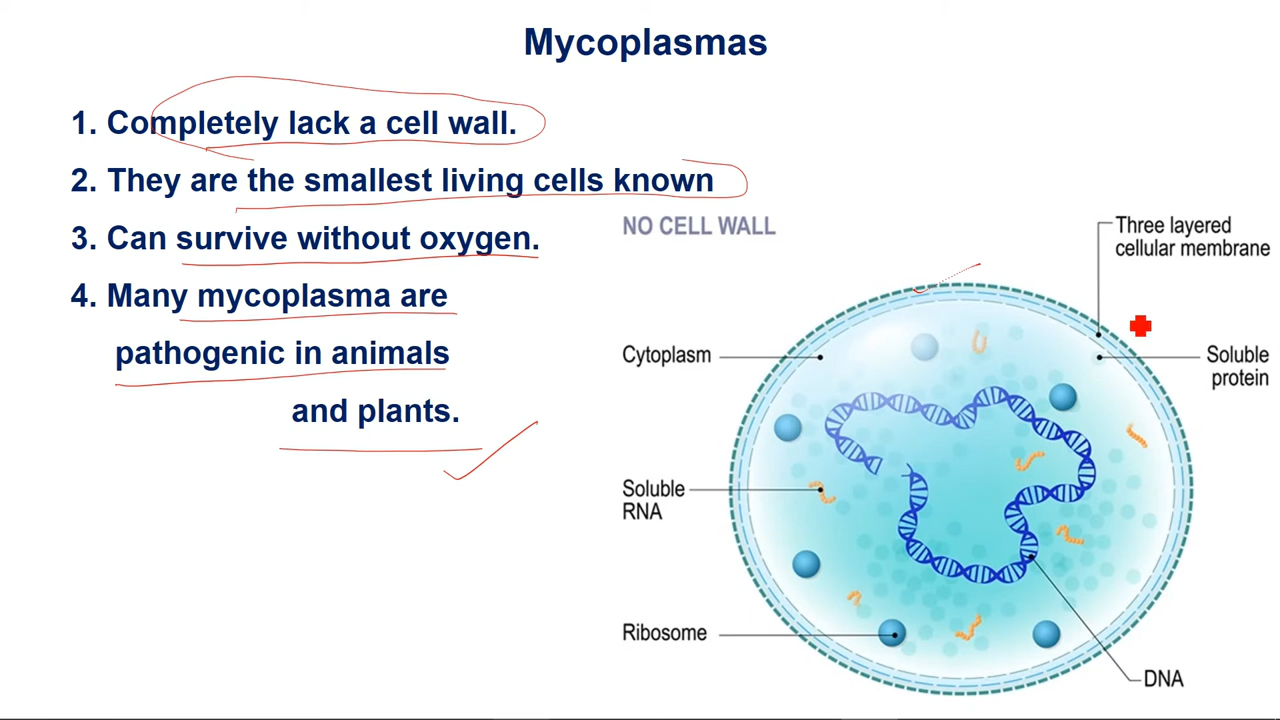 Mycoplasmas
1. Completely lack a cell wall.
2. They are the smallest living cells known
3. Can survive without oxygen.
4. Many mycoplasma are
pathogenic in animals
and plants.
NO CELL WALL
Three layered
cellular membrane
Cytoplasm
Soluble
protein
Soluble
RNA
Ribosome
DNA